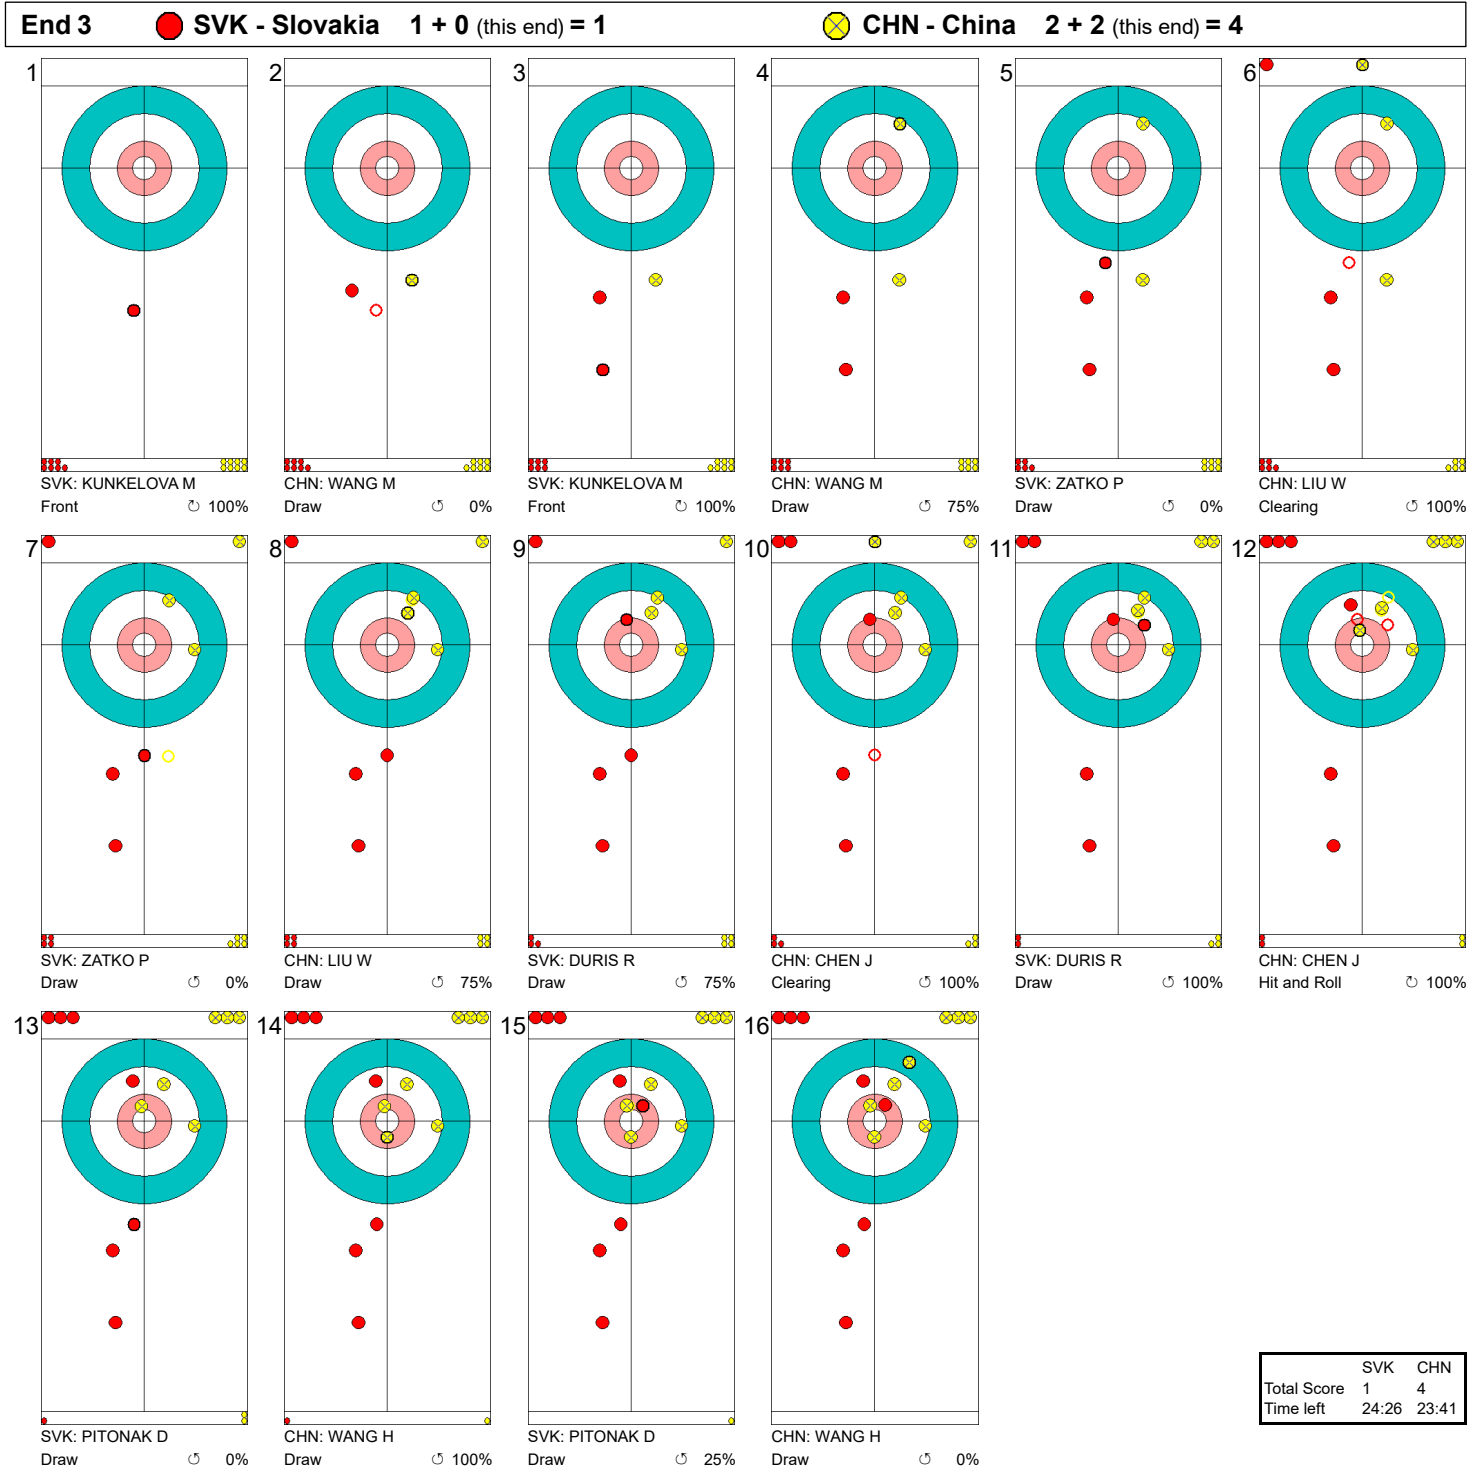 End 3 SVK - Slovakia 1 + 0 (this end) = 1 CHN - China 2 + 2 (this end) = 4
1 2 3 4 5 6
SVK: KUNKELOVA M CHN: WANG M SVK: KUNKELOVA M CHN: WANG M SVK: ZATKO P CHN: LIU W
Front ↻ 100% Draw ↺ 0% Front ↻ 100% Draw ↺ 75% Draw ↺ 0% Clearing ↺ 100%
7 8 9 10 11 12
SVK: ZATKO P CHN: LIU W SVK: DURIS R CHN: CHEN J SVK: DURIS R CHN: CHEN J
Draw ↺ 0% Draw ↺ 75% Draw ↺ 75% Clearing ↺ 100% Draw ↺ 100% Hit and Roll ↻ 100%
13 14 15 16
SVK CHN
Total Score 1 4
Time left 24:26 23:41
SVK: PITONAK D CHN: WANG H SVK: PITONAK D CHN: WANG H
Draw ↺ 0% Draw ↺ 100% Draw ↺ 25% Draw ↺ 0%